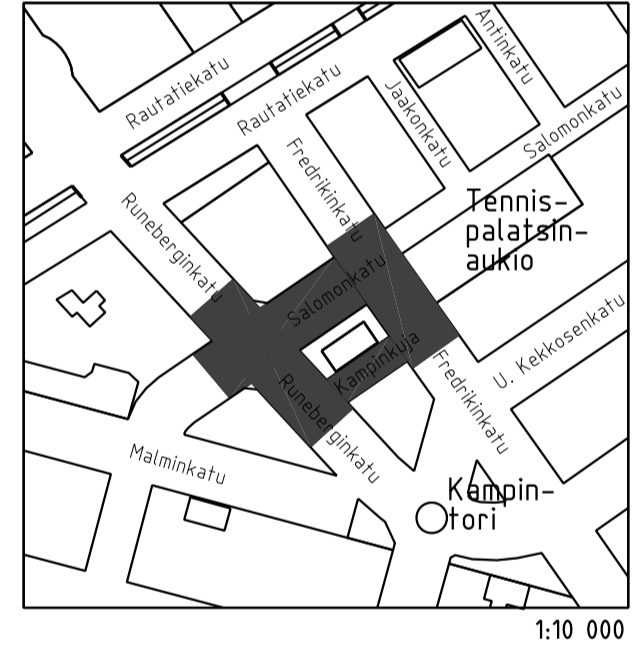 Antinkatu
Rautatiekatu
Rautatiekatu
Jaakonkatu
Salomonkatu
Fredrikinkatu
Runeberginkatu
Tennis-
palatsin-
aukio
Salomonkatu
U. Kekkosenkatu
Kampinkuja
Fredrikinkatu
Runeberginkatu
Malminkatu
Kampin-
tori
1:10 000